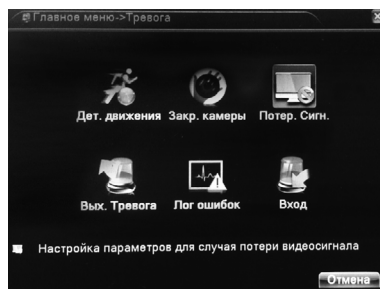 Главное меню->Тревога
Дет. движения Закр. камеры Потер. Сигн.
Вых. Тревога Лог ошибок Вход
Настройка параметров для случая потери видеосигнала
Отмена